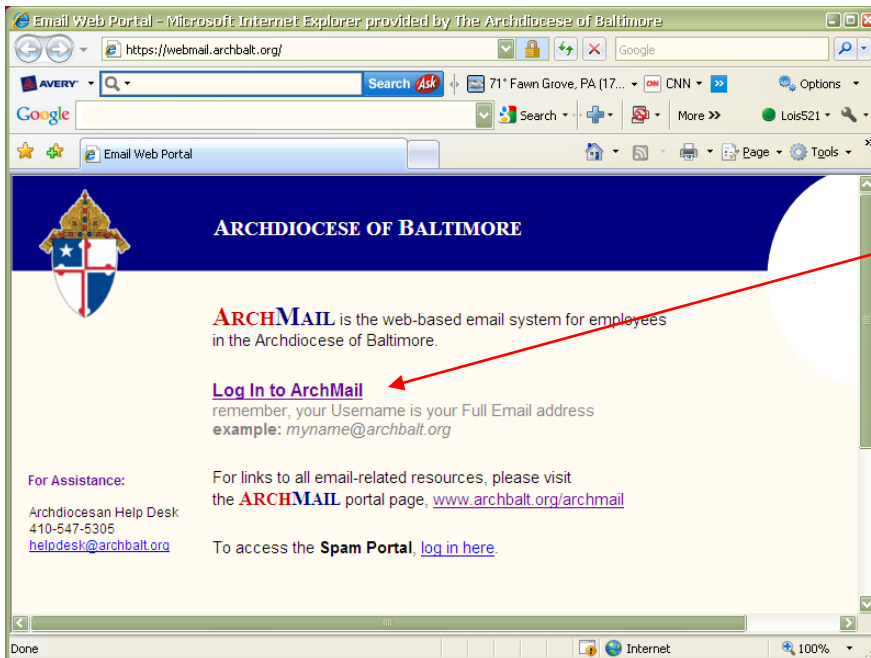 Email Web Portal - Microsoft Internet Explorer provided by The Archdiocese of Baltimore
https://webmail.archbalt.org/
Google
AVERY
Search Ask
71° Fawn Grove, PA (17...
CNN
Options
Google
Search
More >>
Lois521
Email Web Portal
Page
Tools
ARCHDIOCESE OF BALTIMORE
ARCHMAIL is the web-based email system for employees
in the Archdiocese of Baltimore.
Log In to ArchMail
remember, your Username is your Full Email address
example: myname@archbalt.org
For Assistance:
Archdiocesan Help Desk
410-547-5305
helpdesk@archbalt.org
For links to all email-related resources, please visit
the ARCHMAIL portal page, www.archbalt.org/archmail
To access the Spam Portal, log in here.
Done
Internet
100%